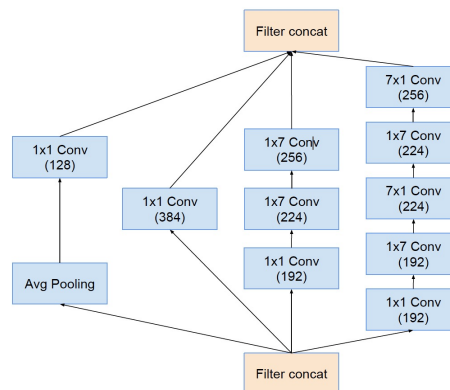 Filter concat
7x1 Conv
(256)
1x1 Conv
(128)
1x7 Conv
(256)
1x7 Conv
(224)
1x1 Conv
(384)
1x7 Conv
(224)
7x1 Conv
(224)
Avg Pooling
1x1 Conv
(192)
1x7 Conv
(192)
1x1 Conv
(192)
Filter concat